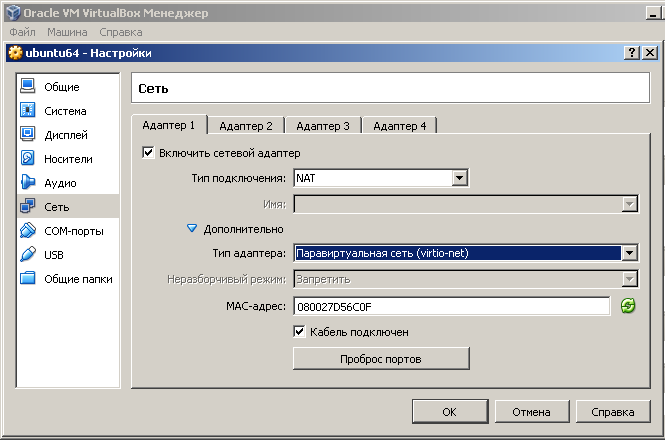 Oracle VM VirtualBox Менеджер
Файл Машина Справка
ubuntu64 - Настройки
Общие
Система
Дисплей
Носители
Аудио
Сеть
COM-порты
USB
Общие папки
Сеть
Адаптер 1 Адаптер 2 Адаптер 3 Адаптер 4
Включить сетевой адаптер
Тип подключения: NAT
Имя:
Дополнительно
Тип адаптера: Паравиртуальная сеть (virtio-net)
Неразборчивый режим: Запретить
MAC-адрес: 080027D56C0F
Кабель подключен
Проброс портов
OK Отмена Справка